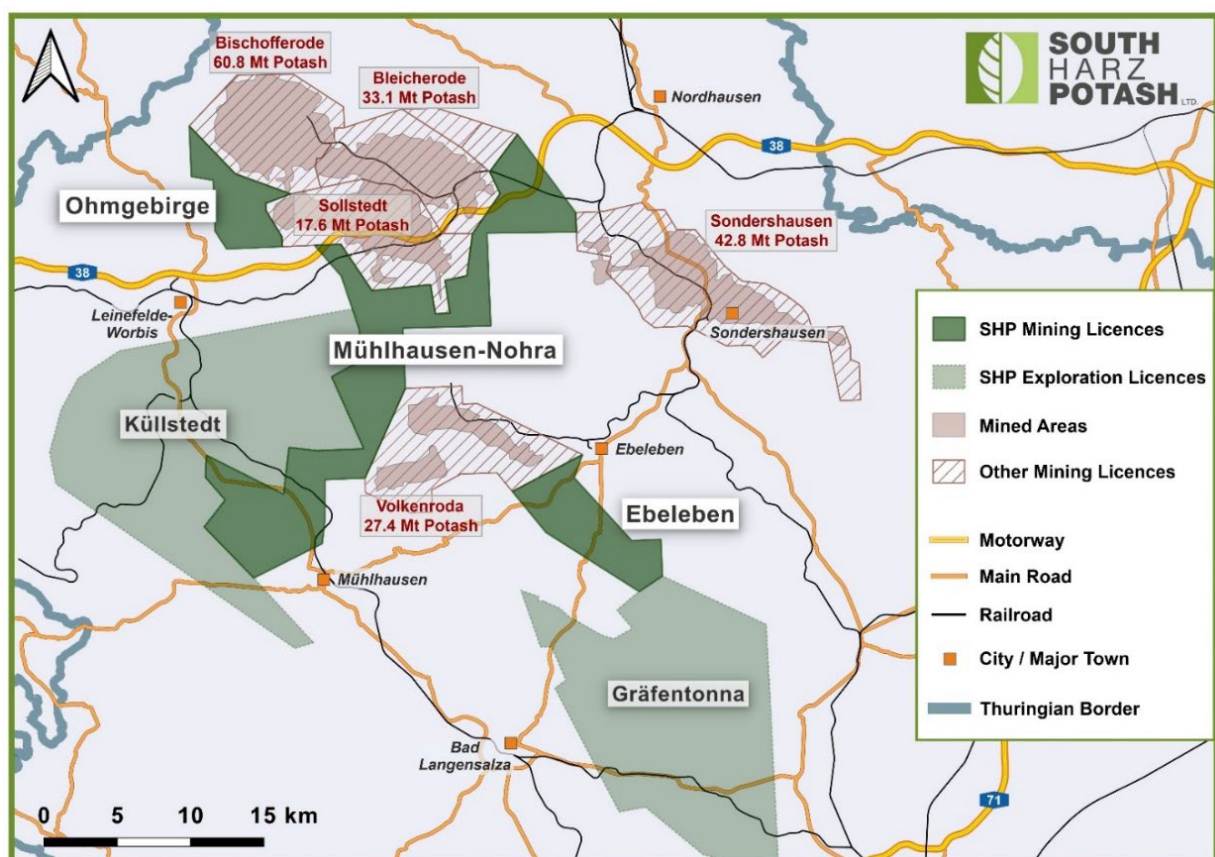 Bischofferode
60.8 Mt Potash
Bleicherode
33.1 Mt Potash
SOUTH
HARZ
POTASH LTD.
Nordhausen
38
Ohmgebirge
Sollstedt
17.6 Mt Potash
Sondershausen
42.8 Mt Potash
38
Leinefelde-
Worbis
Sondershausen
Mühlhausen-Nohra
Küllstedt
Ebeleben
Volkenroda
27.4 Mt Potash
Ebeleben
Mühlhausen
Gräfentonna
Bad
Langensalza
SHP Mining Licences
SHP Exploration Licences
Mined Areas
Other Mining Licences
Motorway
Main Road
Railroad
City / Major Town
Thuringian Border
71
0 5 10 15 km